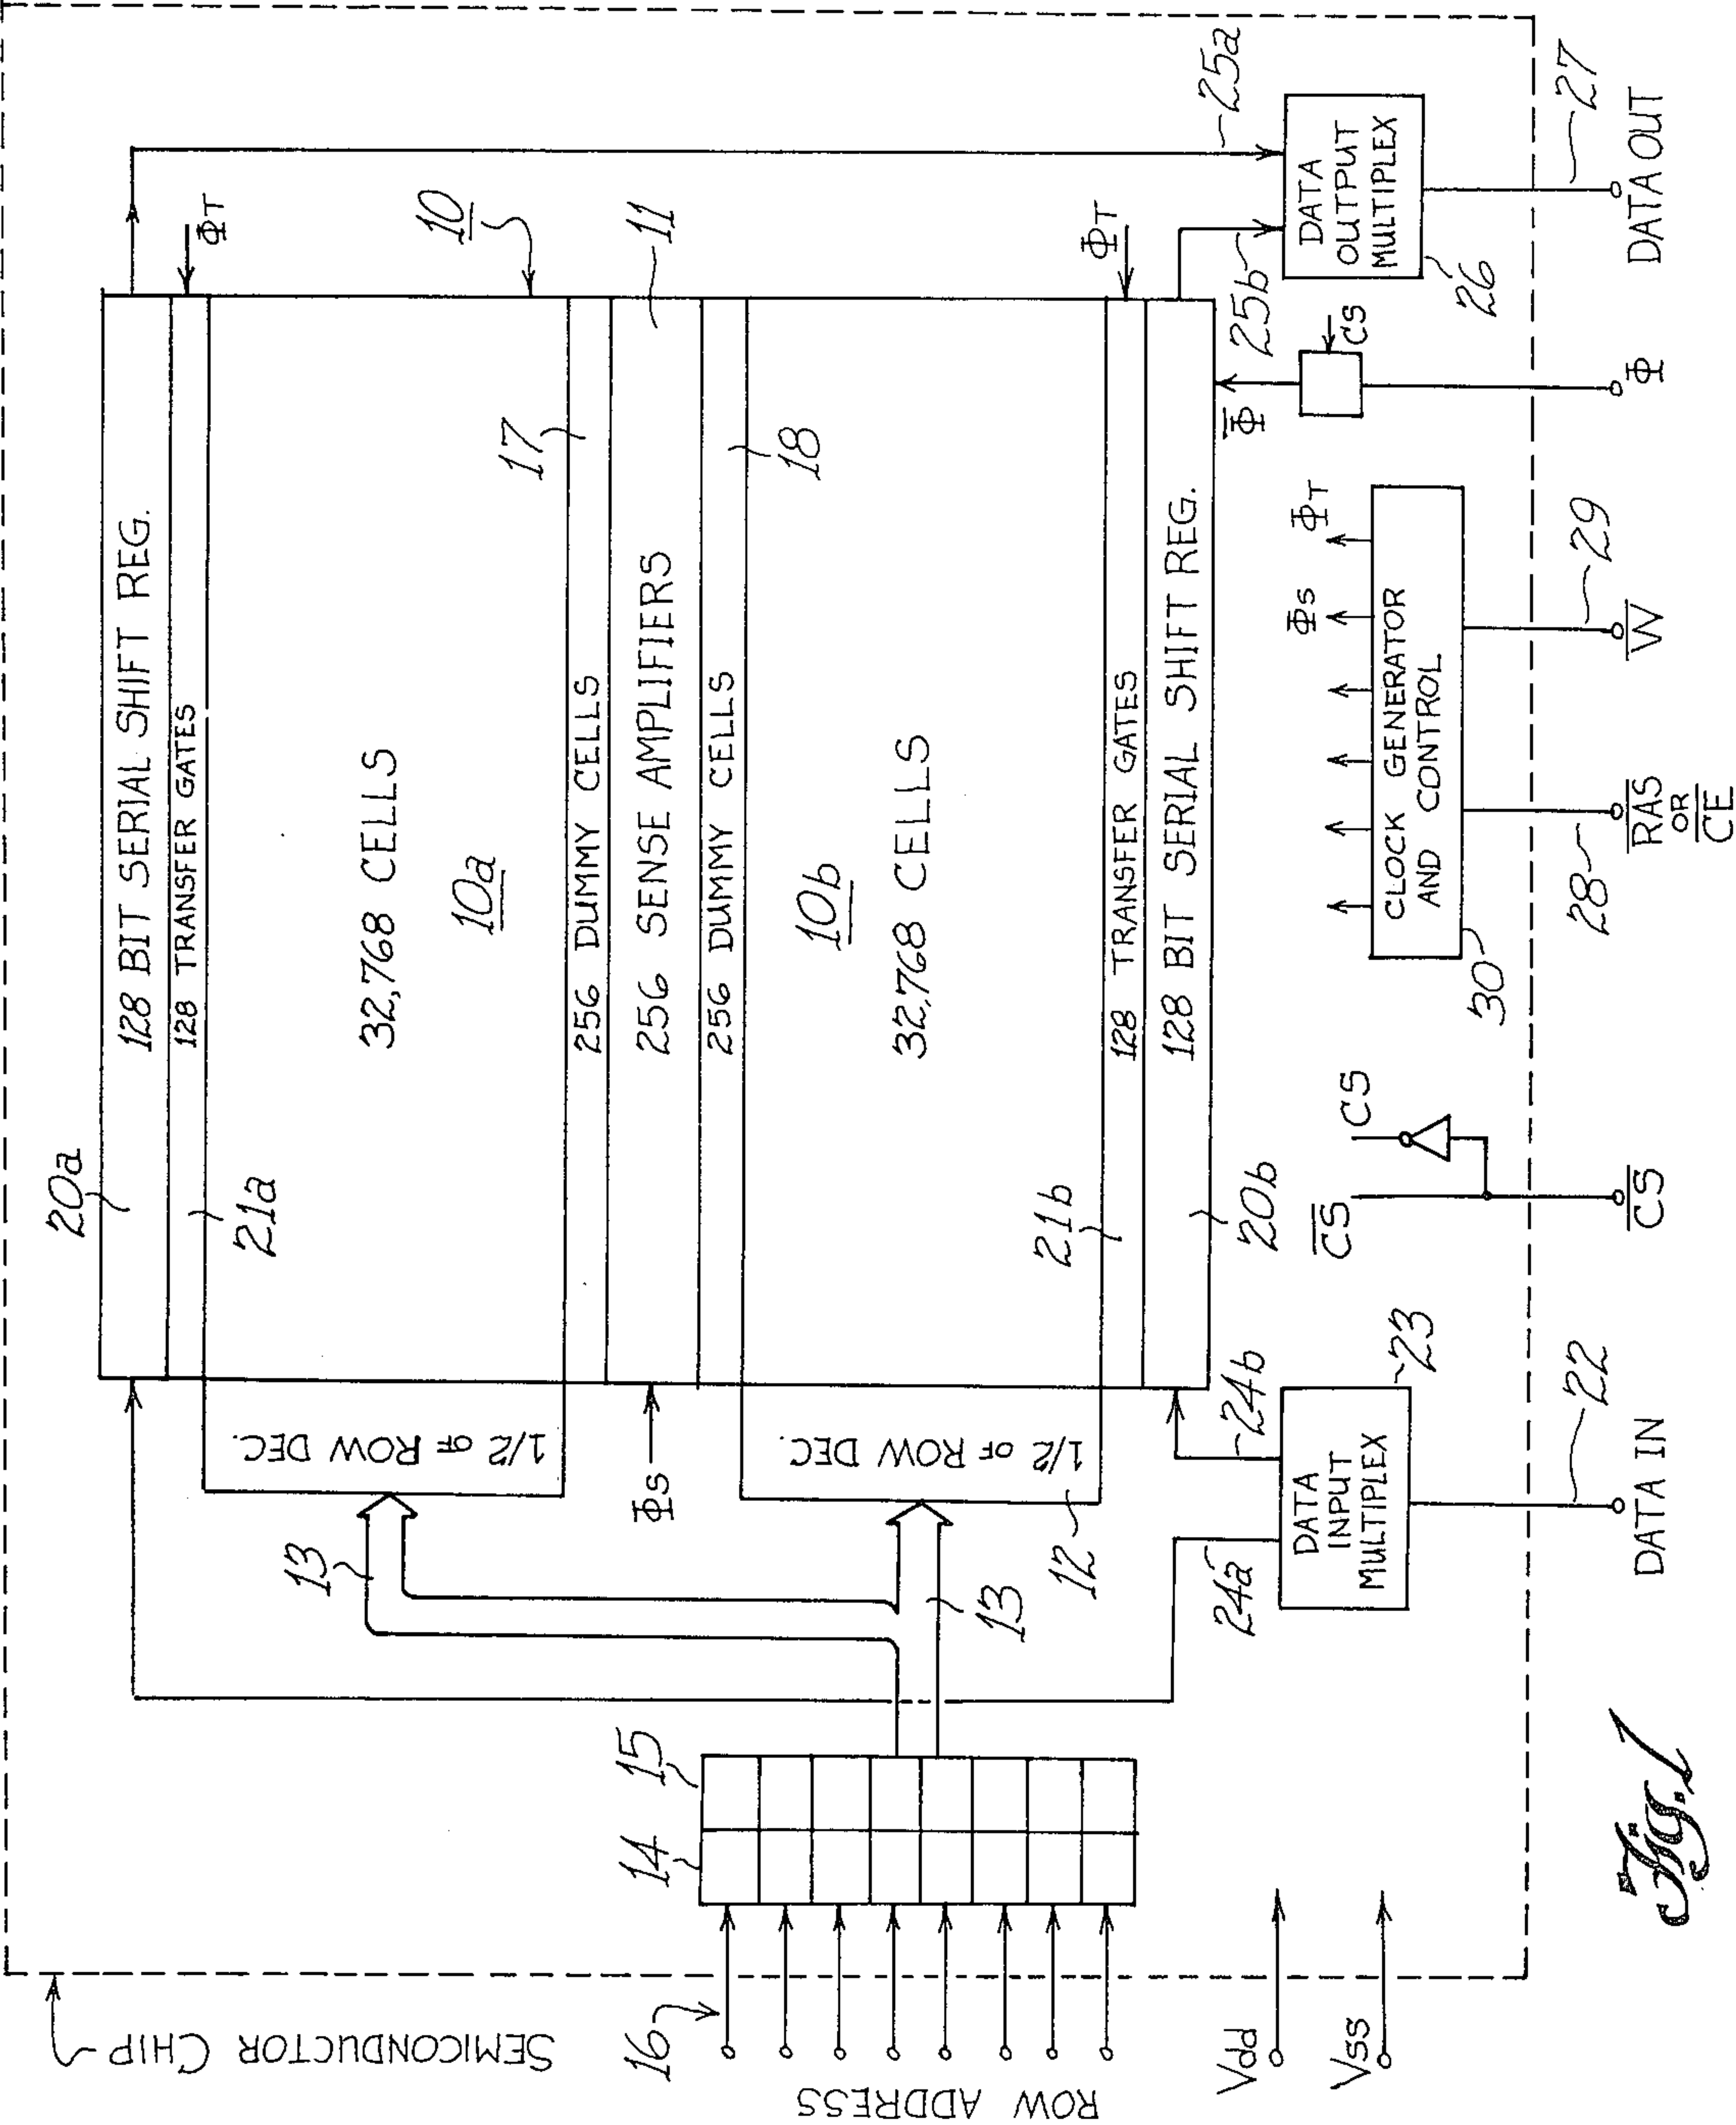 SEMICONDUCTOR CHIP
20a
128 BIT SERIAL SHIFT REG.
128 TRANSFER GATES
ΦT
21a
13
1/2 OF ROW DEC.
32,768 CELLS
10a
10
17
256 DUMMY CELLS
ΦS
256 SENSE AMPLIFIERS
11
256 DUMMY CELLS
18
16
14
15
ROW ADDRESS
13
12
1/2 OF ROW DEC.
10b
32,768 CELLS
21b
128 TRANSFER GATES
ΦT
128 BIT SERIAL SHIFT REG.
20b
25a
25b
Φ̅
24a
24b
Vdd
Vss
DATA
INPUT
MULTIPLEX
23
C̅S̅
CS
ΦS
ΦT
CLOCK GENERATOR
AND CONTROL
30
CS
DATA
OUTPUT
MULTIPLEX
26
22
28
29
27
DATA IN
C̅S̅
R̅A̅S̅
OR
C̅E̅
W̅
Φ
DATA OUT
Fig. 1